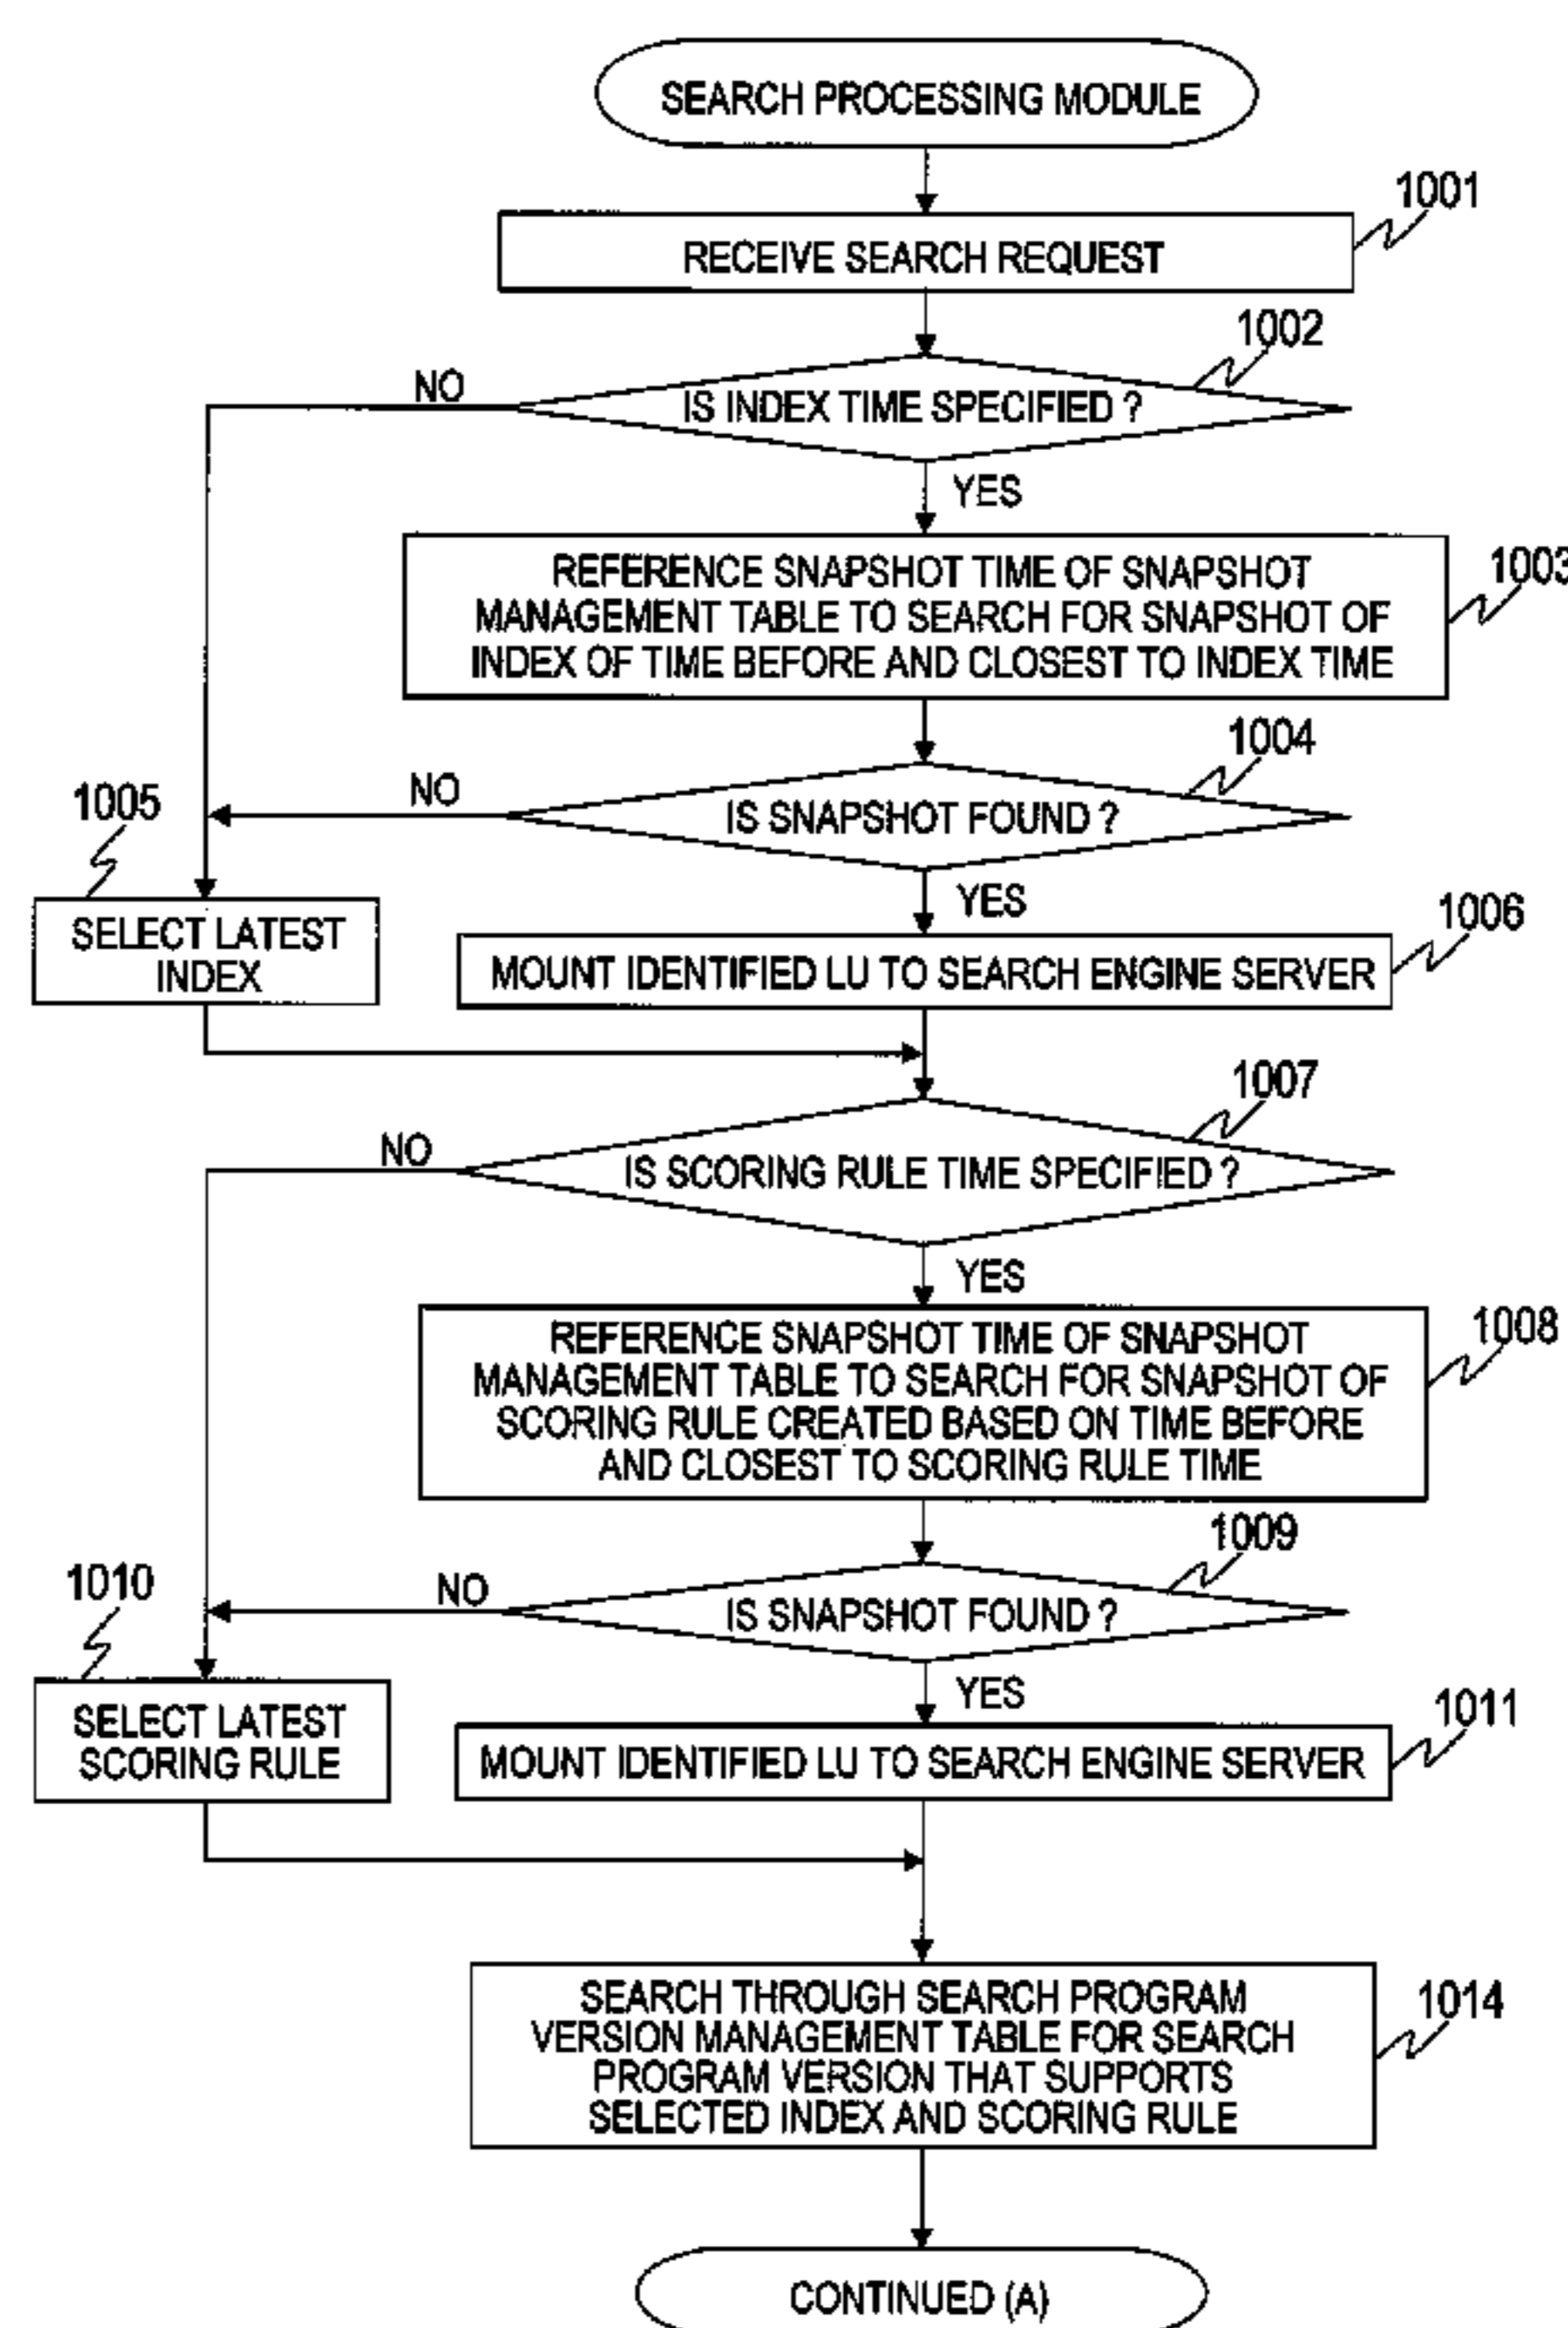 SEARCH PROCESSING MODULE
1001
RECEIVE SEARCH REQUEST
1002
NO
IS INDEX TIME SPECIFIED ?
YES
REFERENCE SNAPSHOT TIME OF SNAPSHOT
MANAGEMENT TABLE TO SEARCH FOR SNAPSHOT OF
INDEX OF TIME BEFORE AND CLOSEST TO INDEX TIME
1003
1004
NO
IS SNAPSHOT FOUND ?
1005
YES
SELECT LATEST
INDEX
1006
MOUNT IDENTIFIED LU TO SEARCH ENGINE SERVER
1007
NO
IS SCORING RULE TIME SPECIFIED ?
YES
REFERENCE SNAPSHOT TIME OF SNAPSHOT
MANAGEMENT TABLE TO SEARCH FOR SNAPSHOT OF
SCORING RULE CREATED BASED ON TIME BEFORE
AND CLOSEST TO SCORING RULE TIME
1008
1009
NO
IS SNAPSHOT FOUND ?
1010
YES
SELECT LATEST
SCORING RULE
1011
MOUNT IDENTIFIED LU TO SEARCH ENGINE SERVER
SEARCH THROUGH SEARCH PROGRAM
VERSION MANAGEMENT TABLE FOR SEARCH
PROGRAM VERSION THAT SUPPORTS
SELECTED INDEX AND SCORING RULE
1014
CONTINUED (A)